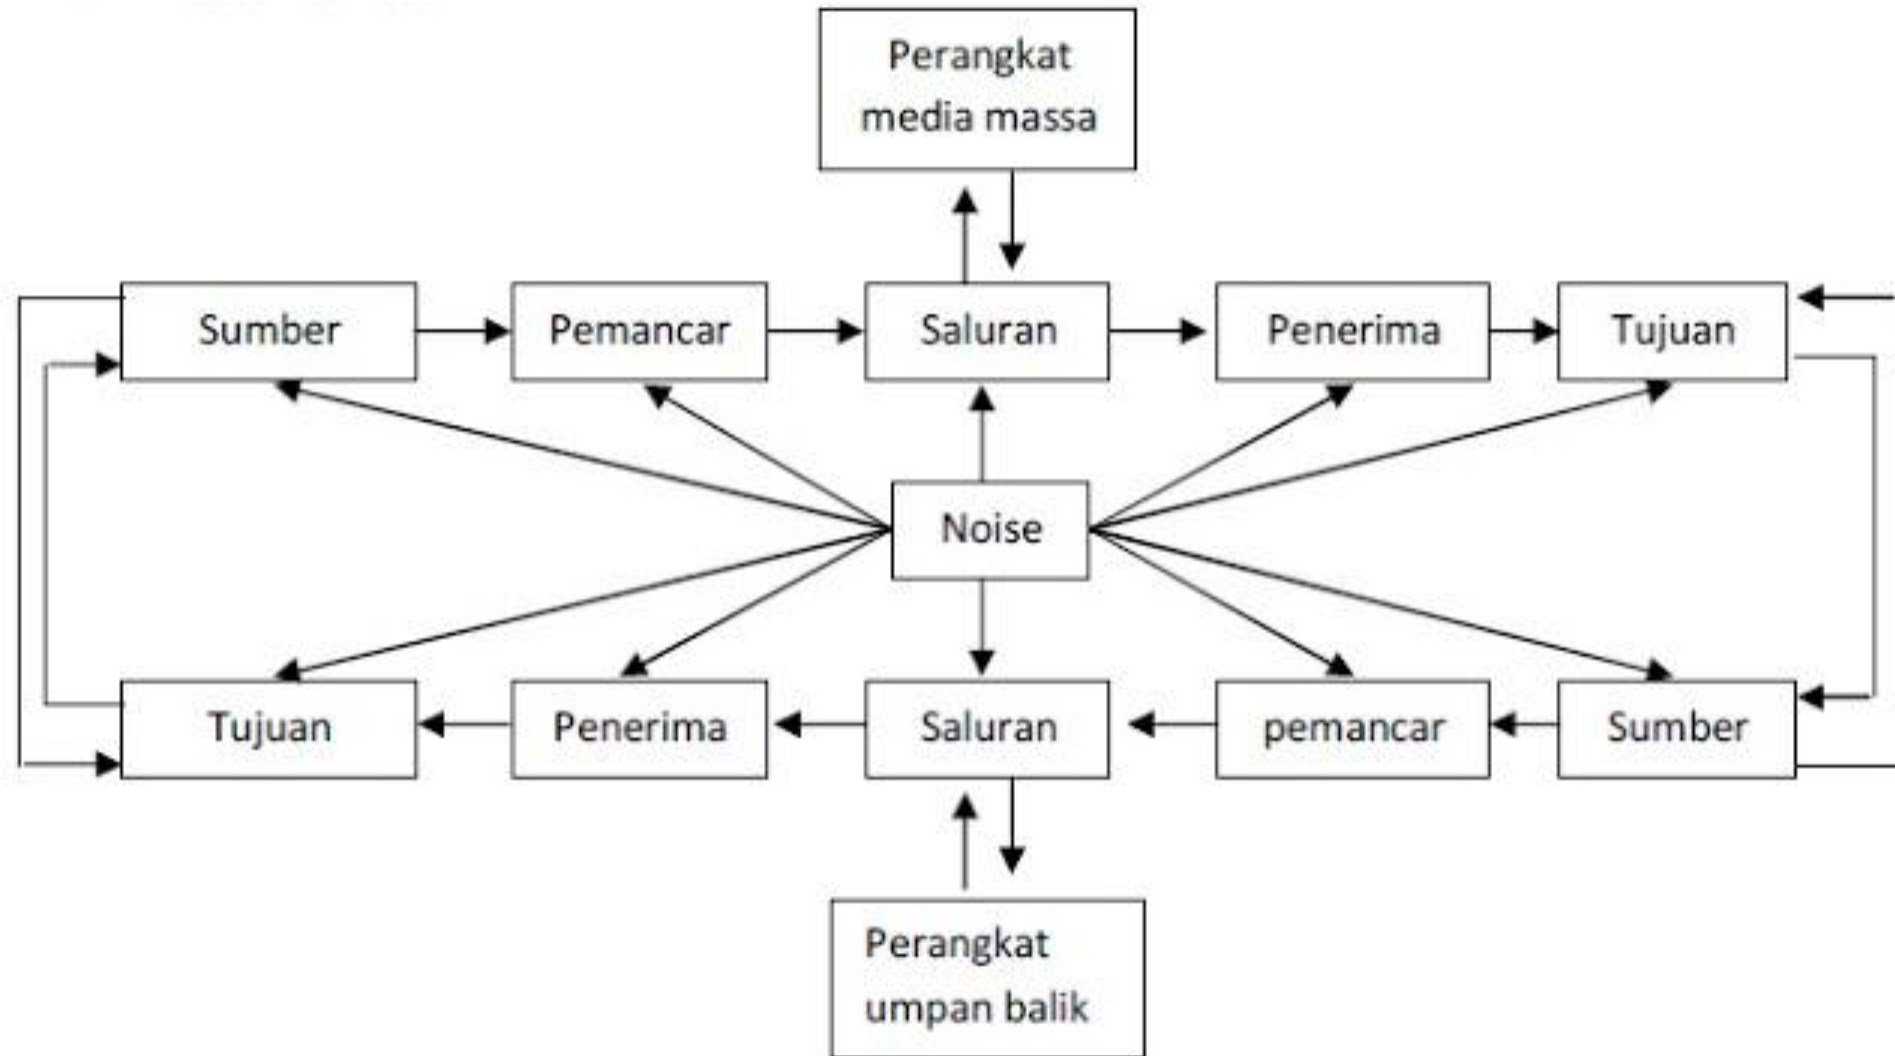 Perangkat
media massa
Sumber
Pemancar
Saluran
Penerima
Tujuan
Noise
Tujuan
Penerima
Saluran
pemancar
Sumber
Perangkat
umpan balik